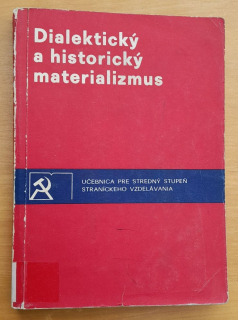 Dialektický
a historický
materializmus
UČEBNICA PRE STREDNÝ STUPEŇ
STRANÍCKEHO VZDELÁVANIA